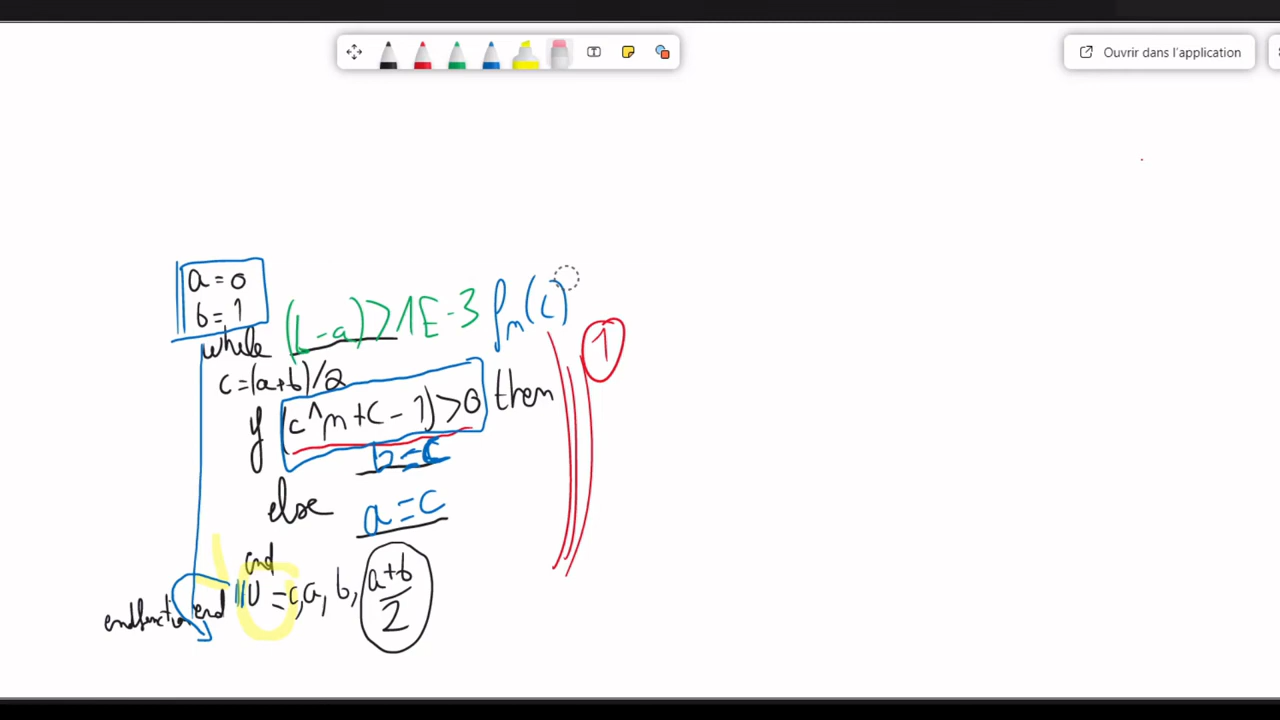 Ouvrir dans l'application
a = 0
b = 1
while (b-a) > 1E-3 fn(c)
1
c=(a+b)/2
if (c^n+c-1)>0 then
b=c
else a=c
end
endfunction end U = c, a, b, a+b/2